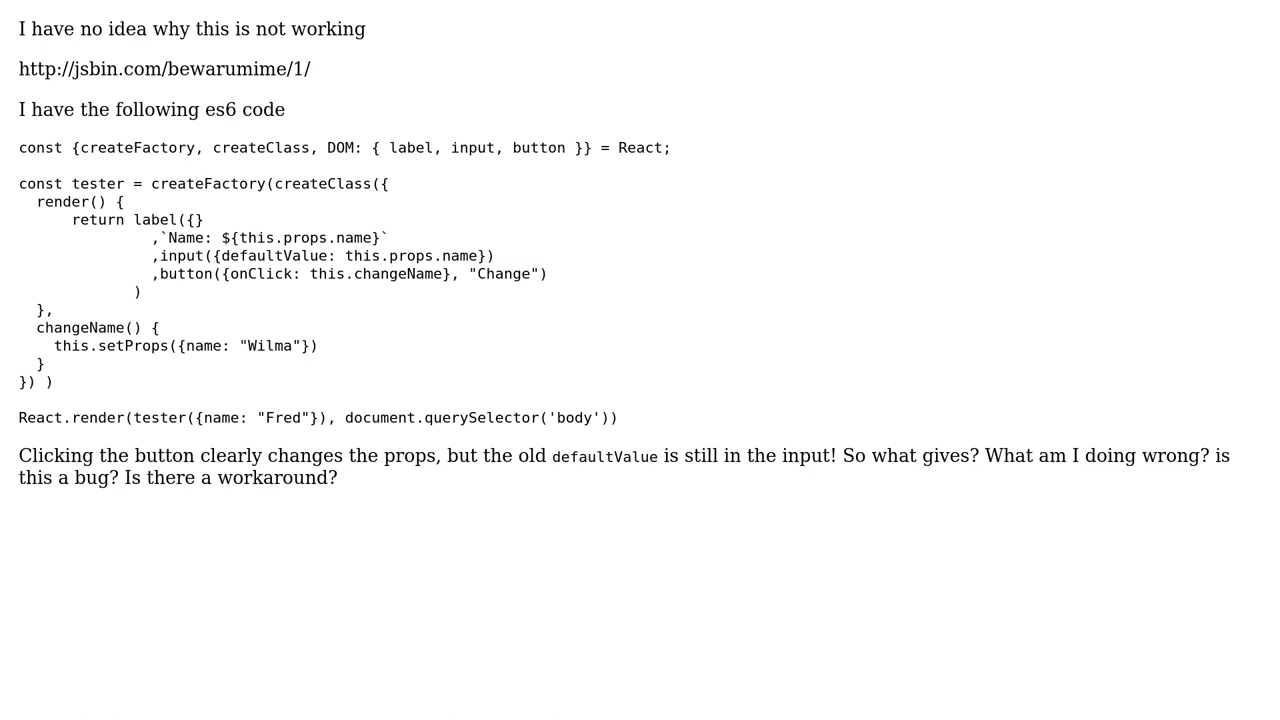 I have no idea why this is not working
http://jsbin.com/bewarumime/1/
I have the following es6 code
const {createFactory, createClass, DOM: { label, input, button }} = React;
const tester = createFactory(createClass({
  render() {
      return label({}
               ,`Name: ${this.props.name}`
               ,input({defaultValue: this.props.name})
               ,button({onClick: this.changeName}, "Change")
             )
  },
  changeName() {
    this.setProps({name: "Wilma"})
  }
}) )
React.render(tester({name: "Fred"}), document.querySelector('body'))
Clicking the button clearly changes the props, but the old defaultValue is still in the input! So what gives? What am I doing wrong? is
this a bug? Is there a workaround?